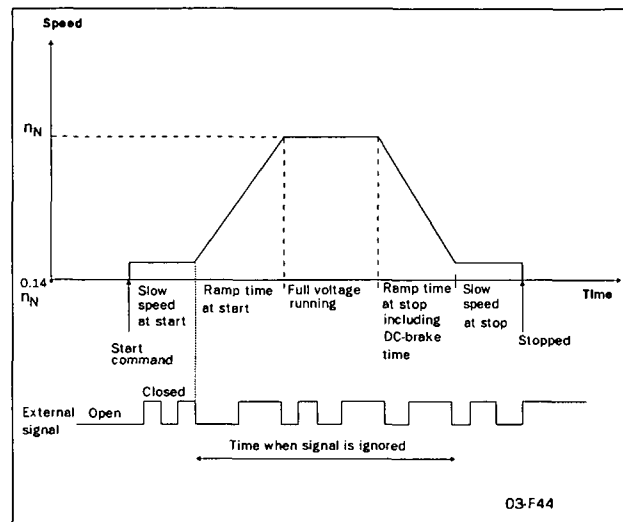 Speed
nN
0.14
nN
Slow
speed
at start
Ramp time
at start
Full voltage
running
Ramp time
at stop
including
DC-brake
time
Slow
speed
at stop
Time
Start
command
Stopped
Closed
External
signal
Open
Time when signal is ignored
03-F44